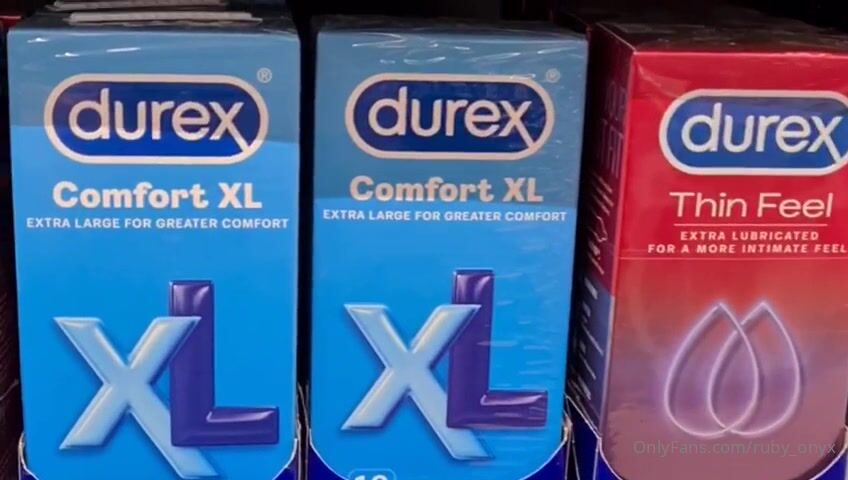 durex®
Comfort XL
EXTRA LARGE FOR GREATER COMFORT
XL
durex®
Comfort XL
EXTRA LARGE FOR GREATER COMFORT
XL
durex
Thin Feel
EXTRA LUBRICATED
FOR A MORE INTIMATE FEEL
OnlyFans.com/ruby_onyx